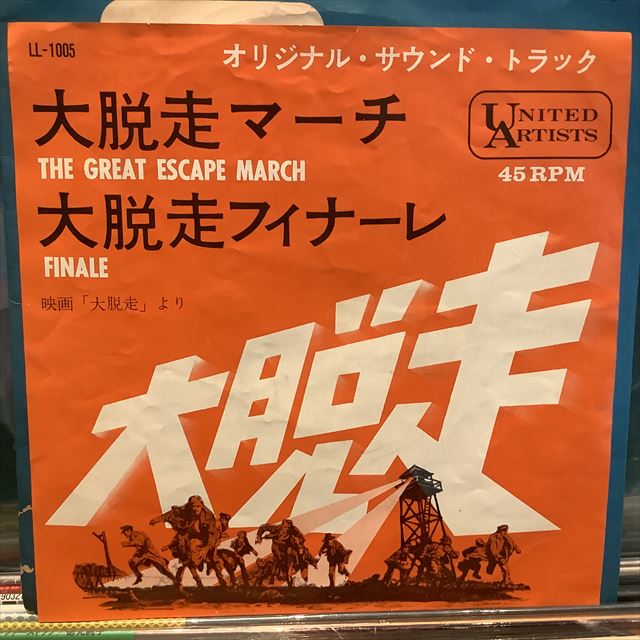 LL-1005
オリジナル・サウンド・トラック
大脱走マーチ
THE GREAT ESCAPE MARCH
UNITED
ARTISTS
45 RPM
大脱走フィナーレ
FINALE
映画「大脱走」より
大脱走